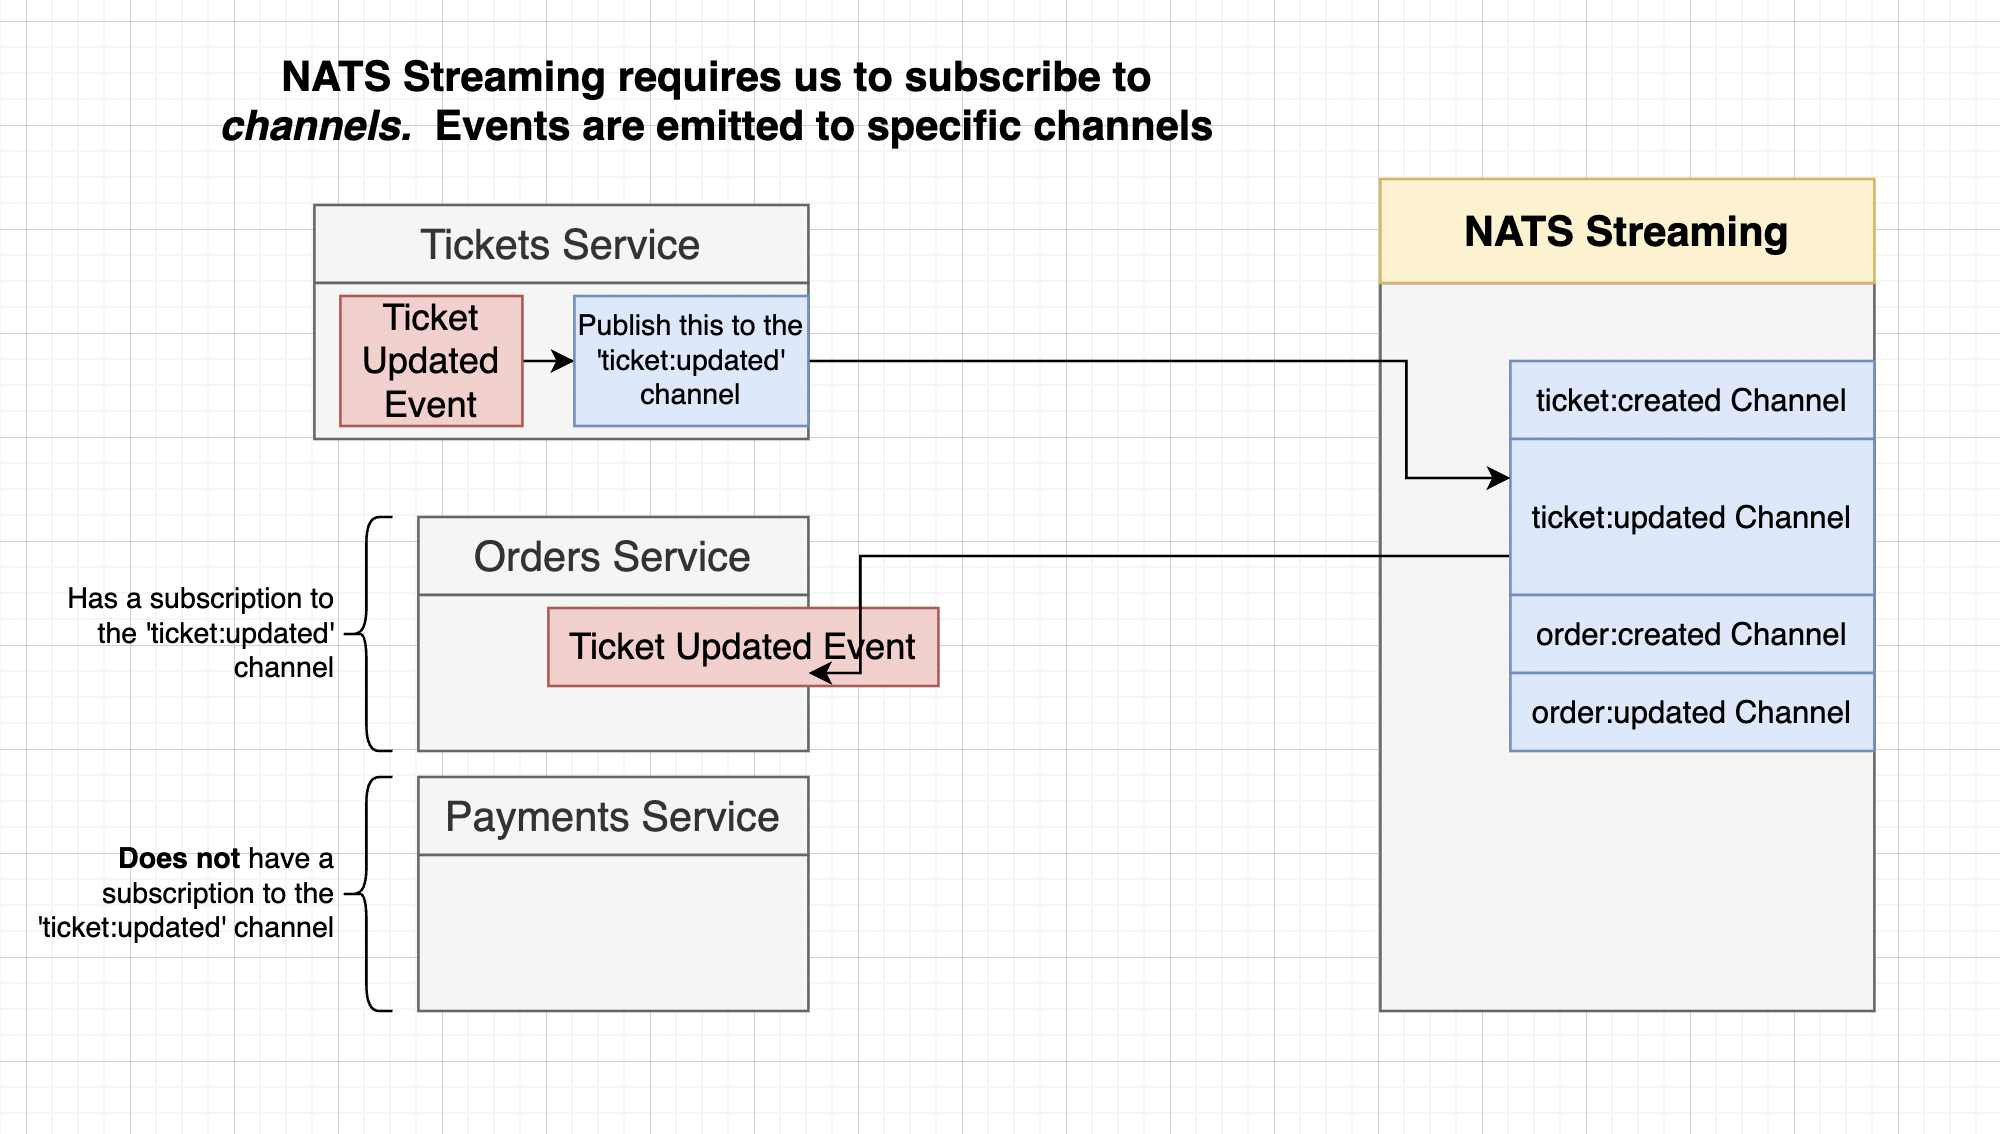 NATS Streaming requires us to subscribe to
channels. Events are emitted to specific channels
Tickets Service
Ticket
Updated
Event
Publish this to the
'ticket:updated'
channel
NATS Streaming
ticket:created Channel
ticket:updated Channel
order:created Channel
order:updated Channel
Has a subscription to
the 'ticket:updated'
channel
Orders Service
Ticket Updated Event
Does not have a
subscription to the
'ticket:updated' channel
Payments Service